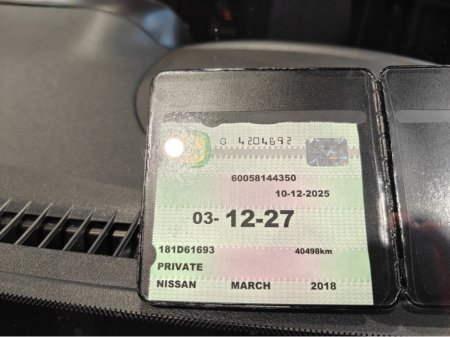 G 4204692
60058144350
10-12-2025
03- 12-27
181D61693 40498km
PRIVATE
NISSAN MARCH 2018